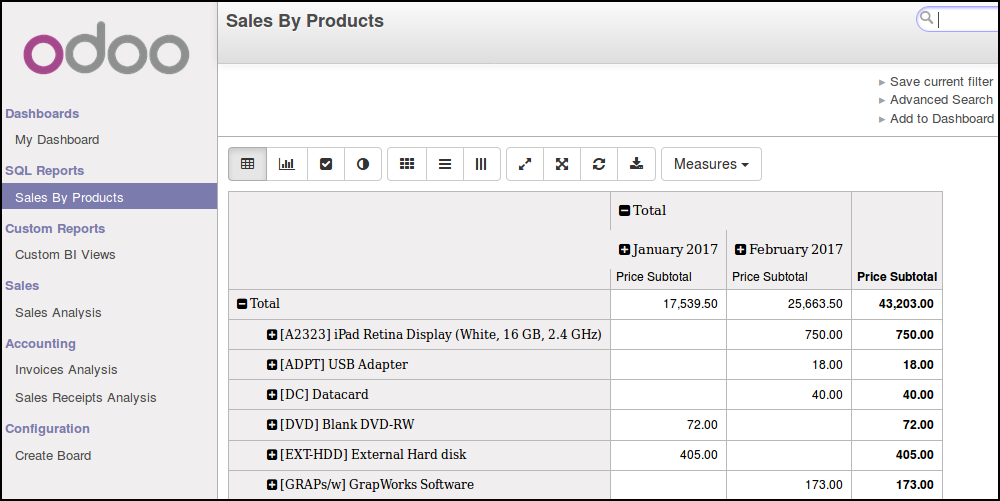 odoo
Dashboards
My Dashboard
SQL Reports
Sales By Products
Custom Reports
Custom BI Views
Sales
Sales Analysis
Accounting
Invoices Analysis
Sales Receipts Analysis
Configuration
Create Board
Sales By Products
Save current filter
Advanced Search
Add to Dashboard
Measures
Total
January 2017 February 2017
Price Subtotal Price Subtotal Price Subtotal
Total 17,539.50 25,663.50 43,203.00
[A2323] iPad Retina Display (White, 16 GB, 2.4 GHz) 750.00 750.00
[ADPT] USB Adapter 18.00 18.00
[DC] Datacard 40.00 40.00
[DVD] Blank DVD-RW 72.00 72.00
[EXT-HDD] External Hard disk 405.00 405.00
[GRAPs/w] GrapWorks Software 173.00 173.00